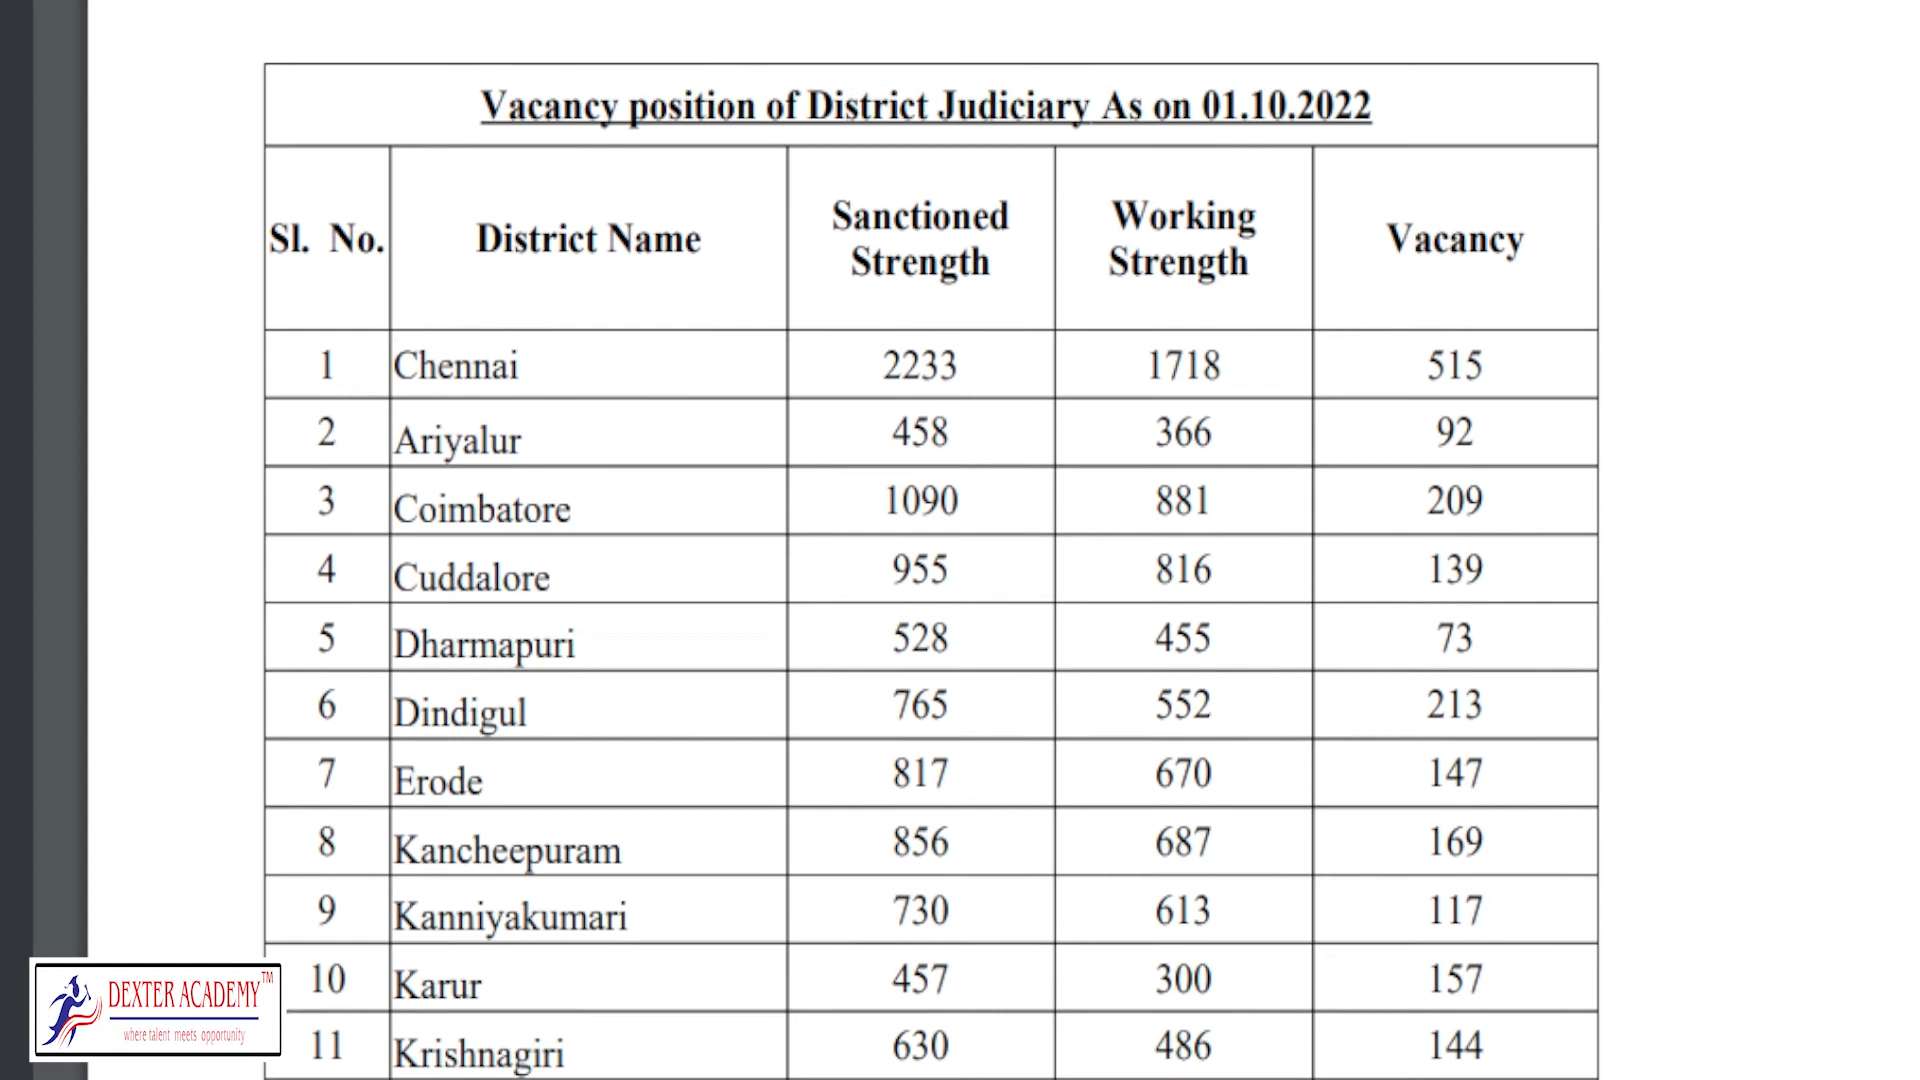 Vacancy position of District Judiciary As on 01.10.2022
Sl. No. District Name Sanctioned Strength Working Strength Vacancy
1 Chennai 2233 1718 515
2 Ariyalur 458 366 92
3 Coimbatore 1090 881 209
4 Cuddalore 955 816 139
5 Dharmapuri 528 455 73
6 Dindigul 765 552 213
7 Erode 817 670 147
8 Kancheepuram 856 687 169
9 Kanniyakumari 730 613 117
10 Karur 457 300 157
11 Krishnagiri 630 486 144
DEXTER ACADEMY TM
where talent meets opportunity